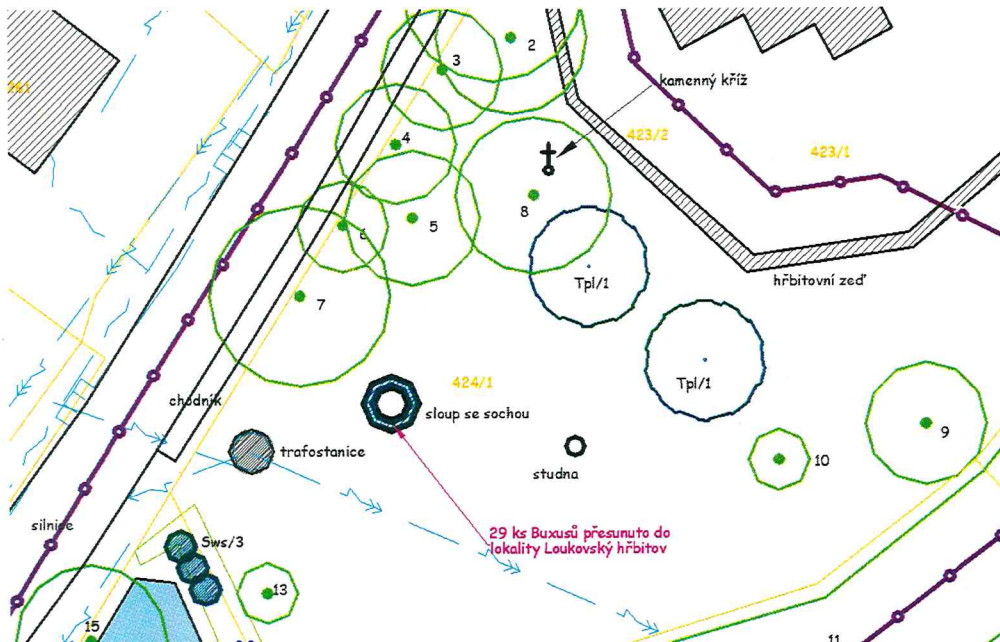 2
3
kamenný kříž
261
4
423/2
423/1
8
5
6
hřbitovní zeď
Tpl/1
7
Tpl/1
424/1
chodník
sloup se sochou
9
trafostanice
10
studna
silnice
29 ks Buxusů přesunuto do
lokality Loukovský hřbitov
Sws/3
13
15
11